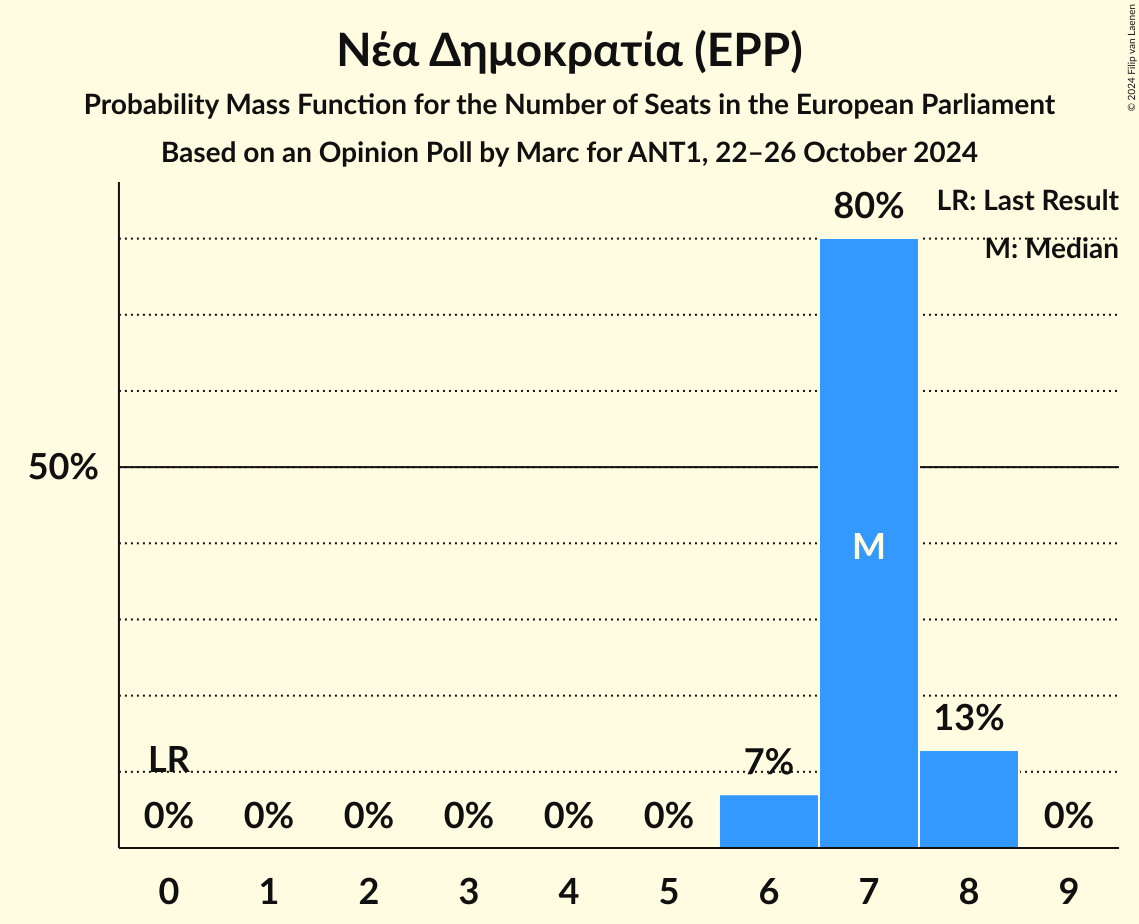 Νέα Δημοκρατία (EPP)
Probability Mass Function for the Number of Seats in the European Parliament
Based on an Opinion Poll by Marc for ANT1, 22–26 October 2024
© 2024 Filip van Laenen
LR: Last Result
M: Median
80%
50%
M
13%
7%
LR
0% 0% 0% 0% 0% 0% 0%
0 1 2 3 4 5 6 7 8 9